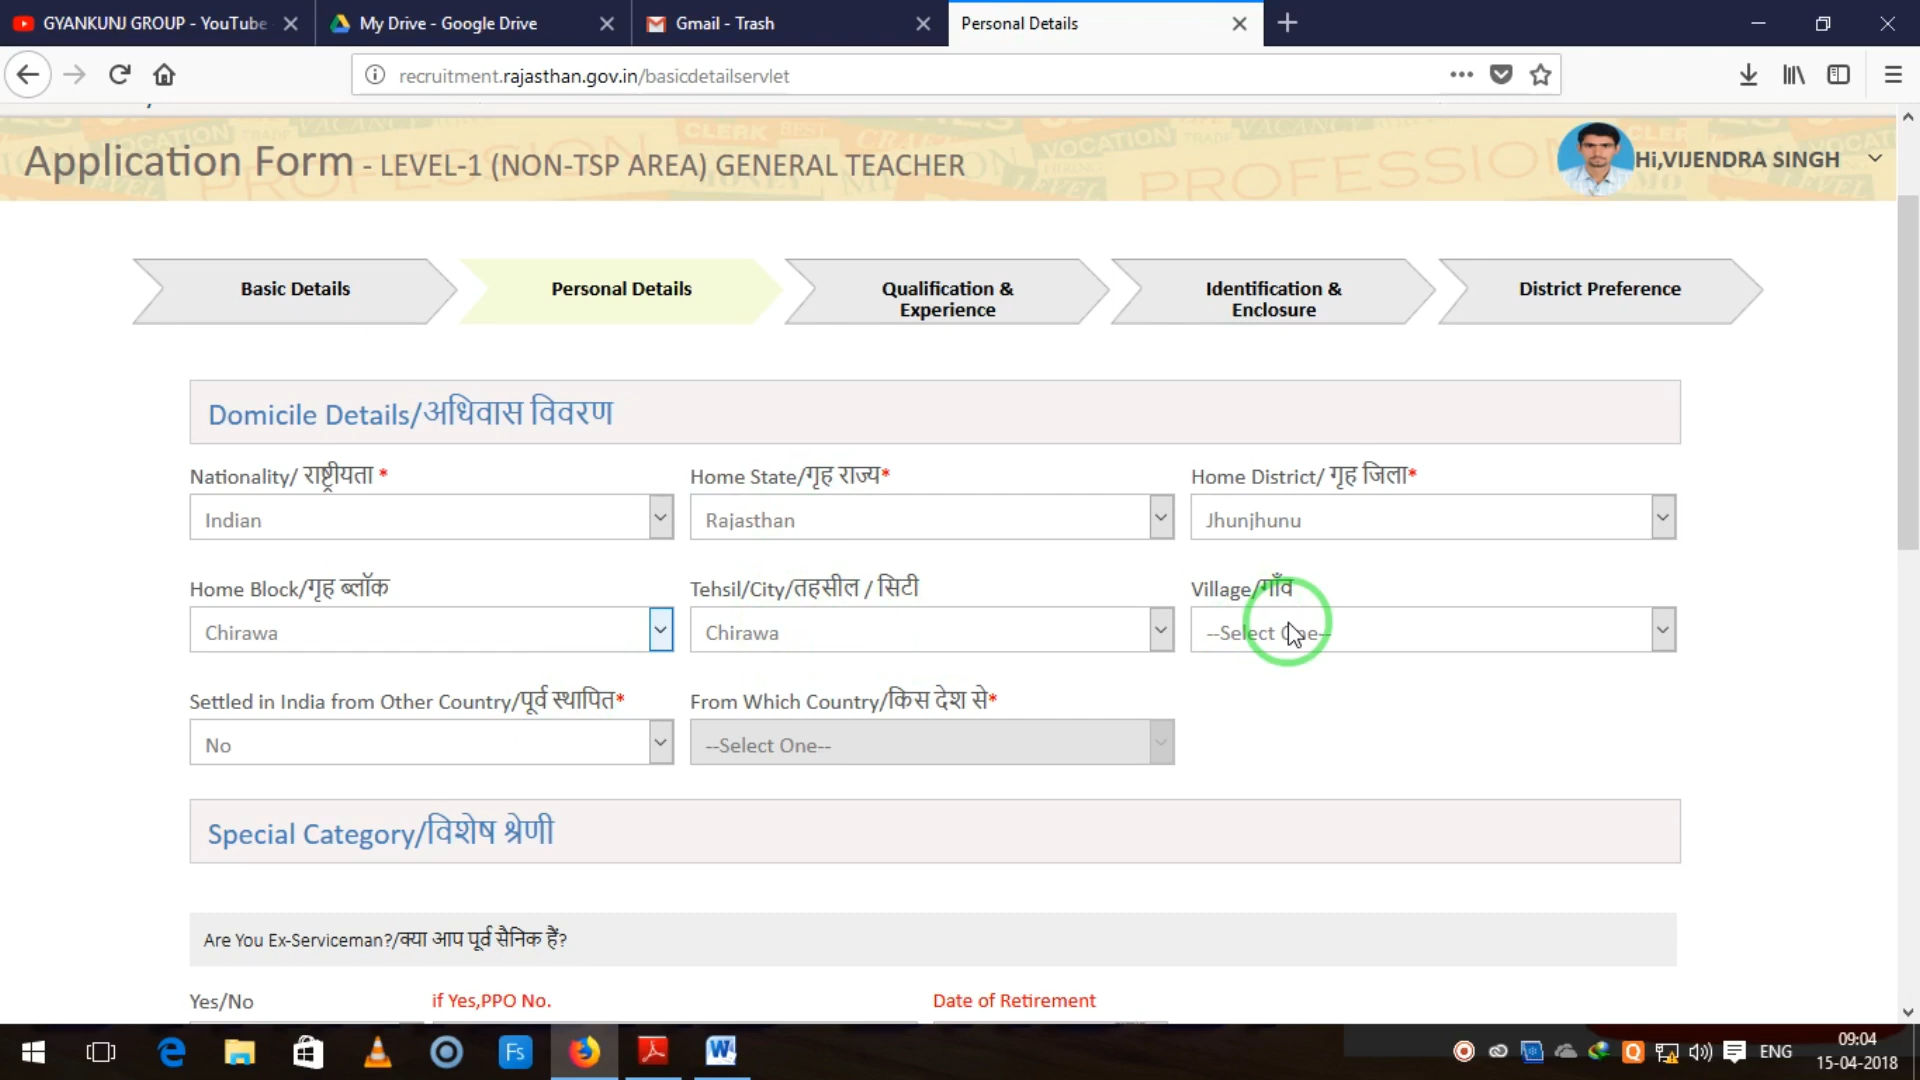 GYANKUNJ GROUP - YouTube
My Drive - Google Drive
Gmail - Trash
Personal Details
recruitment.rajasthan.gov.in/basicdetailservlet
Application Form - LEVEL-1 (NON-TSP AREA) GENERAL TEACHER
Hi,VIJENDRA SINGH
Basic Details
Personal Details
Qualification &
Experience
Identification &
Enclosure
District Preference
Domicile Details/अधिवास विवरण
Nationality/ राष्ट्रीयता *
Home State/गृह राज्य*
Home District/ गृह जिला*
Indian
Rajasthan
Jhunjhunu
Home Block/गृह ब्लॉक
Tehsil/City/तहसील / सिटी
Village/गाँव
Chirawa
Chirawa
--Select One--
Settled in India from Other Country/पूर्व स्थापित*
From Which Country/किस देश से*
No
--Select One--
Special Category/विशेष श्रेणी
Are You Ex-Serviceman?/क्या आप पूर्व सैनिक हैं?
Yes/No
if Yes,PPO No.
Date of Retirement
Fs
ENG
09:04
15-04-2018